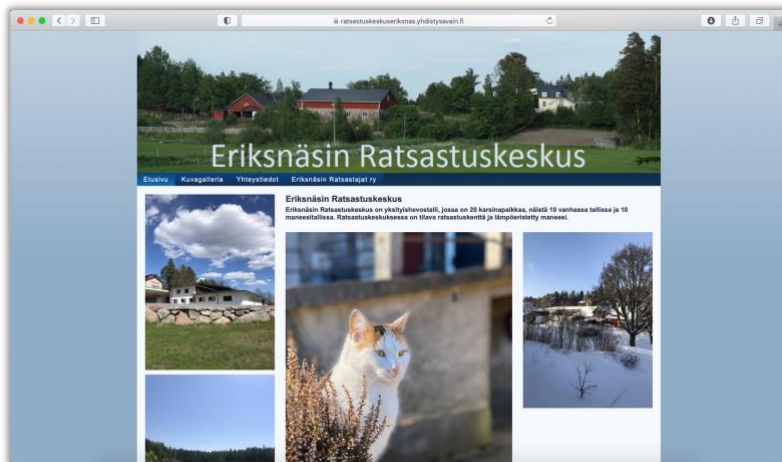 ratsastuskeskuseriksnas.yhdistysavain.fi
Eriksnäsin Ratsastuskeskus
Etusivu Kuvagalleria Yhteystiedot Eriksnäsin Ratsastajat ry
Eriksnäsin Ratsastuskeskus
Eriksnäsin Ratsastuskeskus on yksityishevostalli, jossa on 20 karsinapaikkaa, näistä 10 vanhassa tallissa ja 10
maneesitallissa. Ratsastuskeskuksessa on tilava ratsastuskenttä ja lämpöeristetty maneesi.